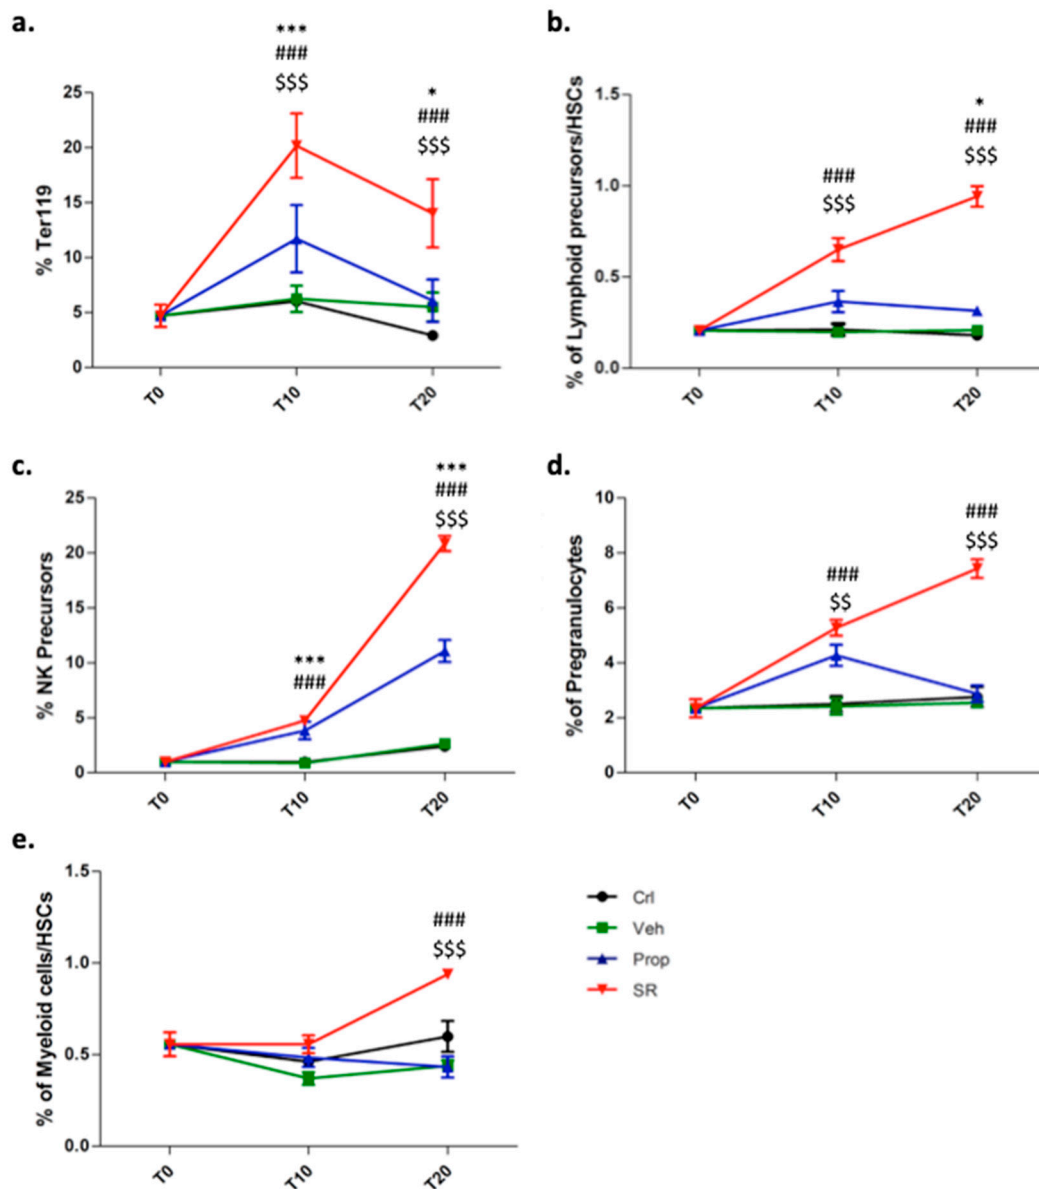 a.
***
###
$$$
*
###
$$$
25
20
15
10
5
0
% Ter119
T0
T10
T20
b.
*
###
$$$
###
$$$
1.5
1.0
0.5
0.0
% of Lymphoid precursors/HSCs
T0
T10
T20
c.
***
###
$$$
***
###
25
20
15
10
5
0
% NK Precursors
T0
T10
T20
d.
###
$$$
###
$$
10
8
6
4
2
0
%of Pregranulocytes
T0
T10
T20
e.
###
$$$
1.5
1.0
0.5
0.0
% of Myeloid cells/HSCs
T0
T10
T20
Crl
Veh
Prop
SR